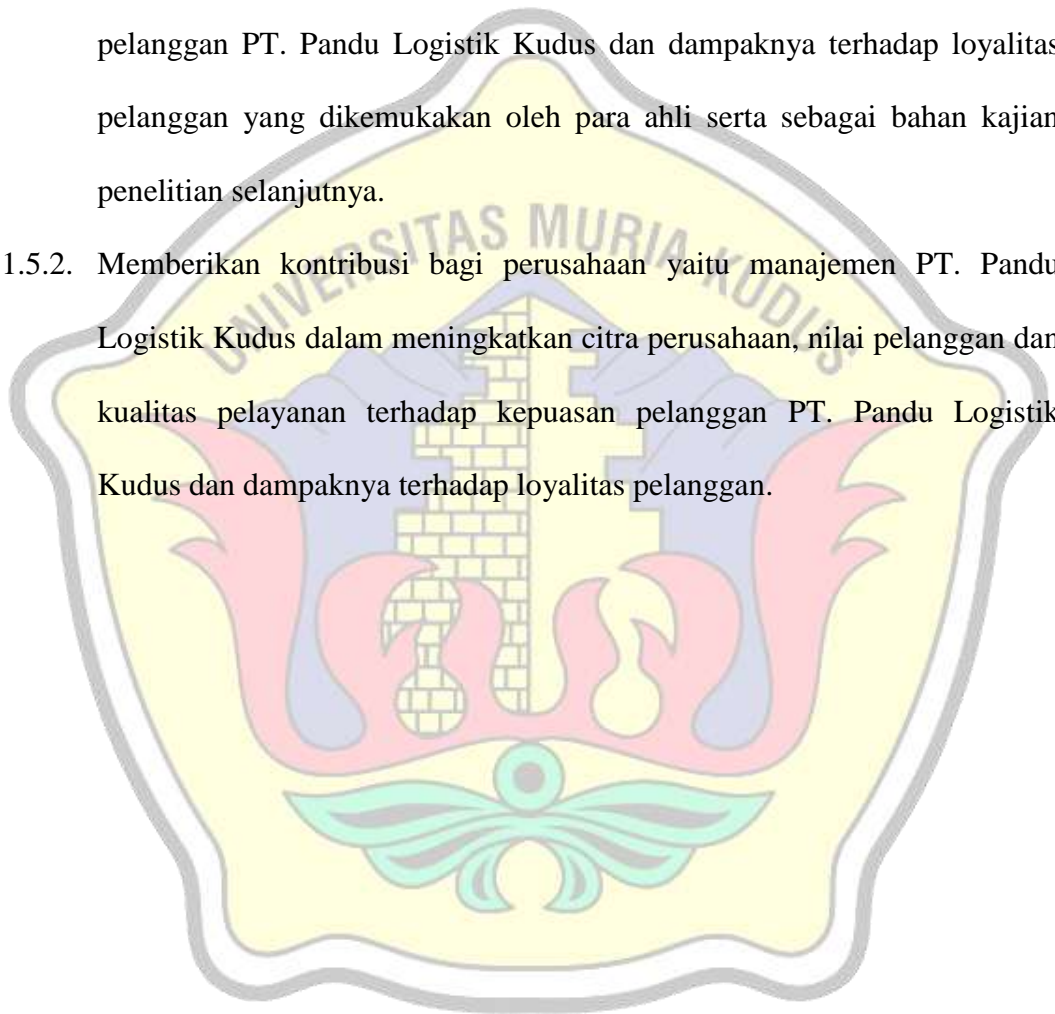 pelanggan PT. Pandu Logistik Kudus dan dampaknya terhadap loyalitas
pelanggan yang dikemukakan oleh para ahli serta sebagai bahan kajian
penelitian selanjutnya.
UNIVERSITAS MURIA KUDUS
1.5.2. Memberikan kontribusi bagi perusahaan yaitu manajemen PT. Pandu
Logistik Kudus dalam meningkatkan citra perusahaan, nilai pelanggan dan
kualitas pelayanan terhadap kepuasan pelanggan PT. Pandu Logistik
Kudus dan dampaknya terhadap loyalitas pelanggan.